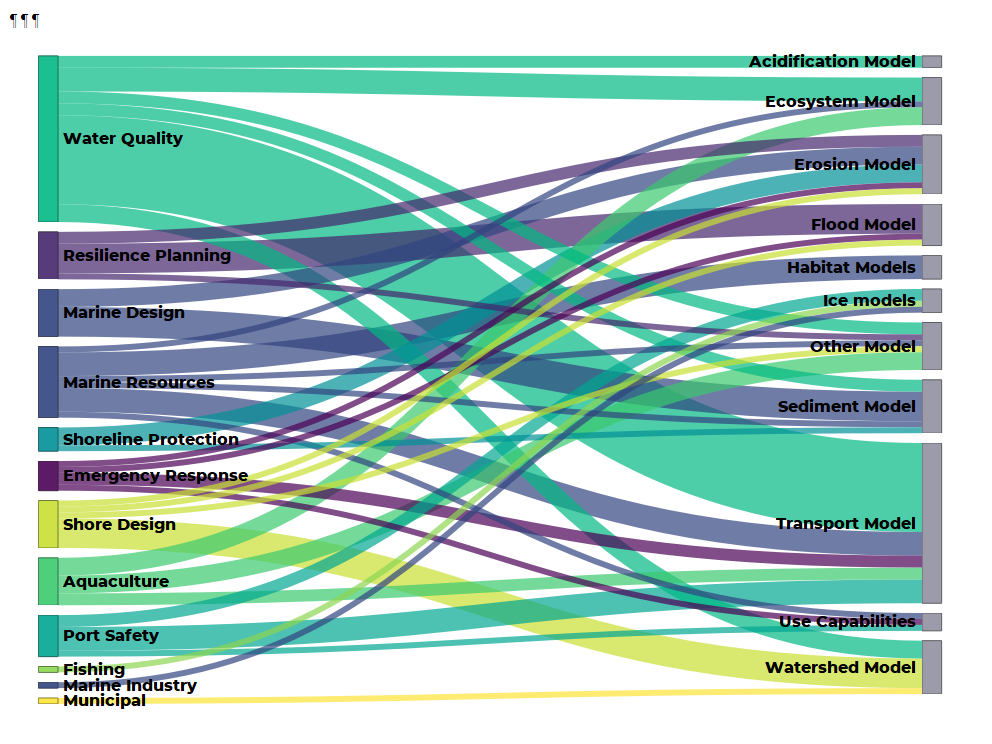 ¶¶¶
Water Quality
Resilience Planning
Marine Design
Marine Resources
Shoreline Protection
Emergency Response
Shore Design
Aquaculture
Port Safety
Fishing
Marine Industry
Municipal
Acidification Model
Ecosystem Model
Erosion Model
Flood Model
Habitat Models
Ice models
Other Model
Sediment Model
Transport Model
Use Capabilities
Watershed Model